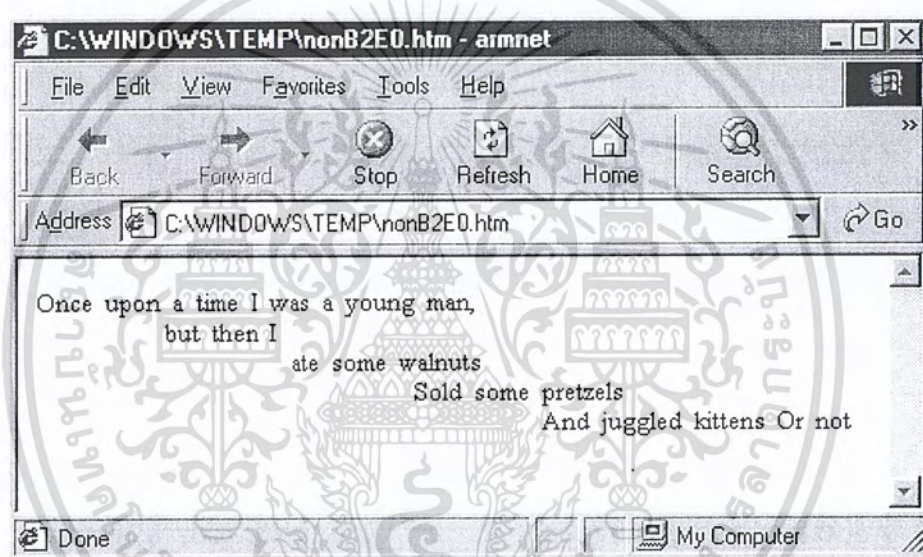 C:\WINDOWS\TEMP\nonB2E0.htm - armnet
File Edit View Favorites Tools Help
Back Forward Stop Refresh Home Search »
Address C:\WINDOWS\TEMP\nonB2E0.htm Go
Once upon a time I was a young man,
but then I
ate some walnuts
Sold some pretzels
And juggled kittens Or not
Done My Computer